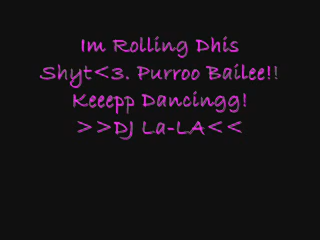 Im Rolling Dhis
Shyt<3. Purroo Bailee!!
Keeepp Dancingg!
>>DJ La-LA<<